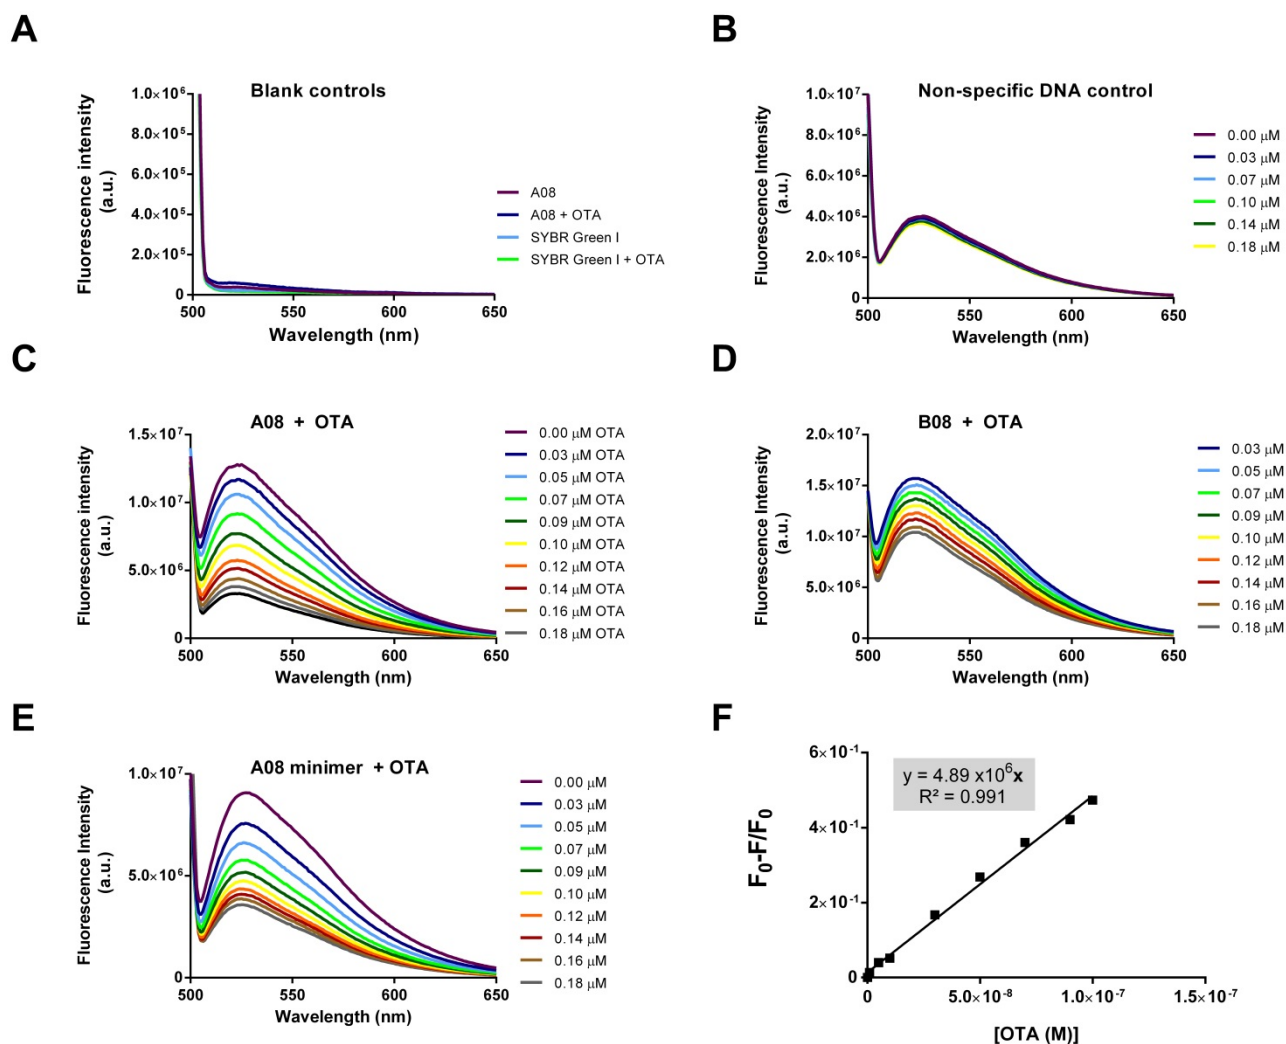 A
Blank controls
Fluorescence intensity
(a.u.)
1.0×10⁶
8.0×10⁵
6.0×10⁵
4.0×10⁵
2.0×10⁵
0
500
550
600
650
Wavelength (nm)
A08
A08 + OTA
SYBR Green I
SYBR Green I + OTA
B
Non-specific DNA control
Fluorescence Intensity
(a.u.)
1.0×10⁷
8.0×10⁶
6.0×10⁶
4.0×10⁶
2.0×10⁶
0
500
550
600
650
Wavelength (nm)
0.00 µM
0.03 µM
0.07 µM
0.10 µM
0.14 µM
0.18 µM
C
A08 + OTA
Fluorescence Intensity
(a.u.)
1.5×10⁷
1.0×10⁷
5.0×10⁶
0
500
550
600
650
Wavelength (nm)
0.00 µM OTA
0.03 µM OTA
0.05 µM OTA
0.07 µM OTA
0.09 µM OTA
0.10 µM OTA
0.12 µM OTA
0.14 µM OTA
0.16 µM OTA
0.18 µM OTA
D
B08 + OTA
Fluorescence Intensity
(a.u.)
2.0×10⁷
1.5×10⁷
1.0×10⁷
5.0×10⁶
0
500
550
600
650
Wavelength (nm)
0.03 µM
0.05 µM
0.07 µM
0.09 µM
0.10 µM
0.12 µM
0.14 µM
0.16 µM
0.18 µM
E
A08 minimer + OTA
Fluorescence Intensity
(a.u.)
1.0×10⁷
5.0×10⁶
0
500
550
600
650
Wavelength (nm)
0.00 µM
0.03 µM
0.05 µM
0.07 µM
0.09 µM
0.10 µM
0.12 µM
0.14 µM
0.16 µM
0.18 µM
F
F₀-F/F₀
6×10⁻¹
4×10⁻¹
2×10⁻¹
0
y = 4.89 x10⁶x
R² = 0.991
0
5.0×10⁻⁸
1.0×10⁻⁷
1.5×10⁻⁷
[OTA (M)]